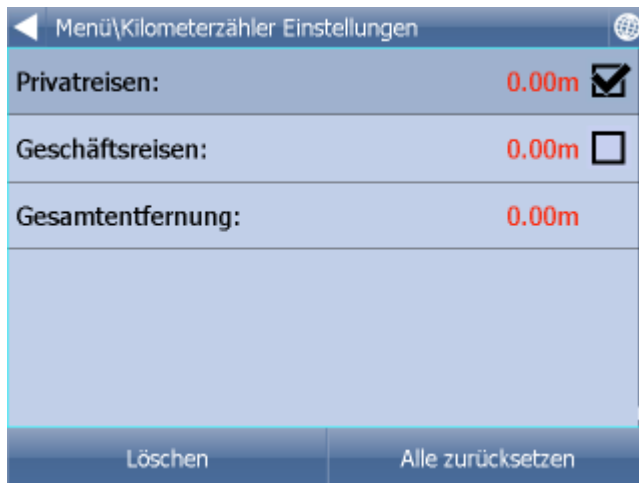 Menü\Kilometerzähler Einstellungen
Privatreisen: 0.00m
Geschäftsreisen: 0.00m
Gesamtentfernung: 0.00m
Löschen Alle zurücksetzen